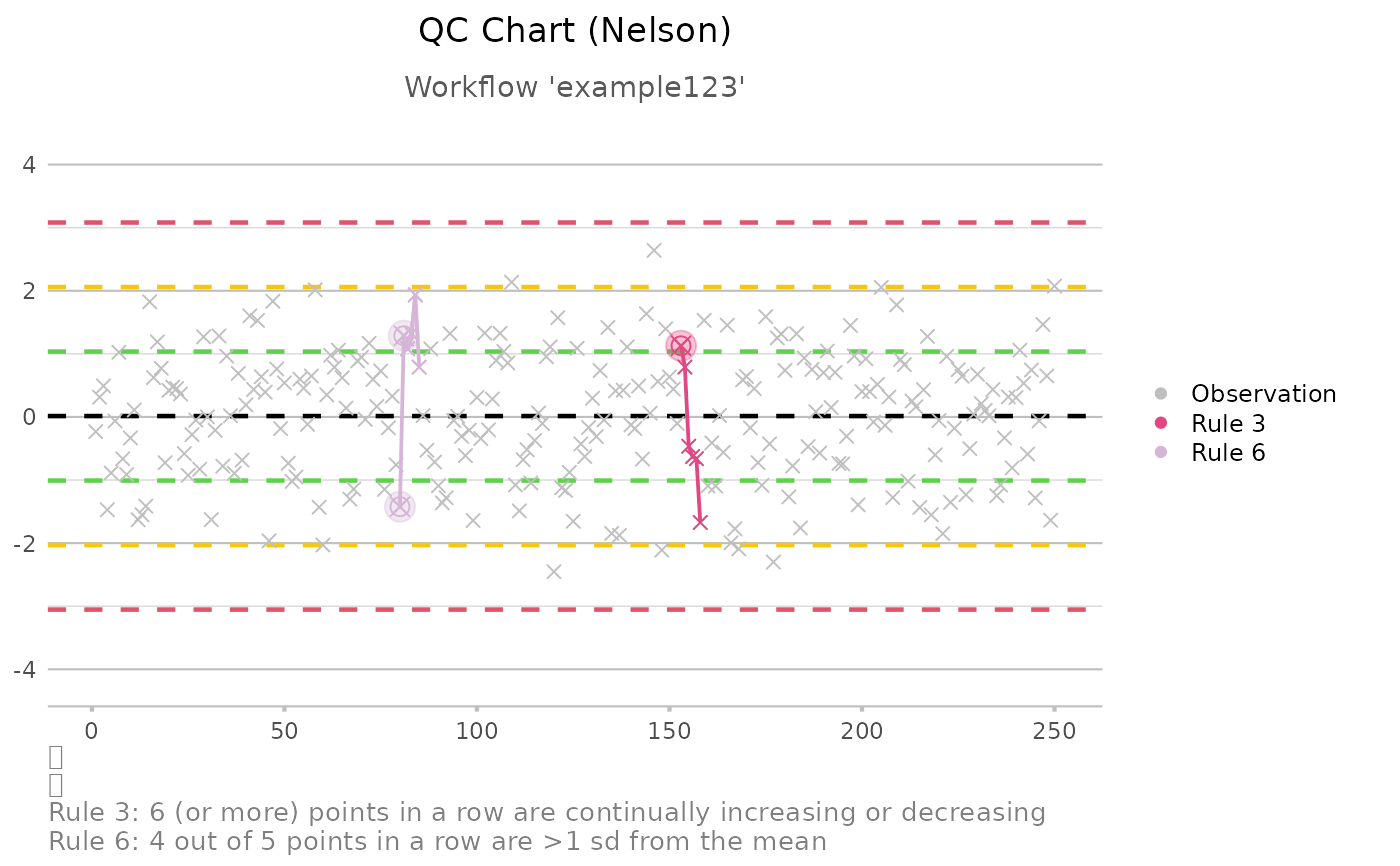 QC Chart (Nelson)
Workflow 'example123'
4
2
0
-2
-4
0 50 100 150 200 250
Observation
Rule 3
Rule 6
Rule 3: 6 (or more) points in a row are continually increasing or decreasing
Rule 6: 4 out of 5 points in a row are >1 sd from the mean